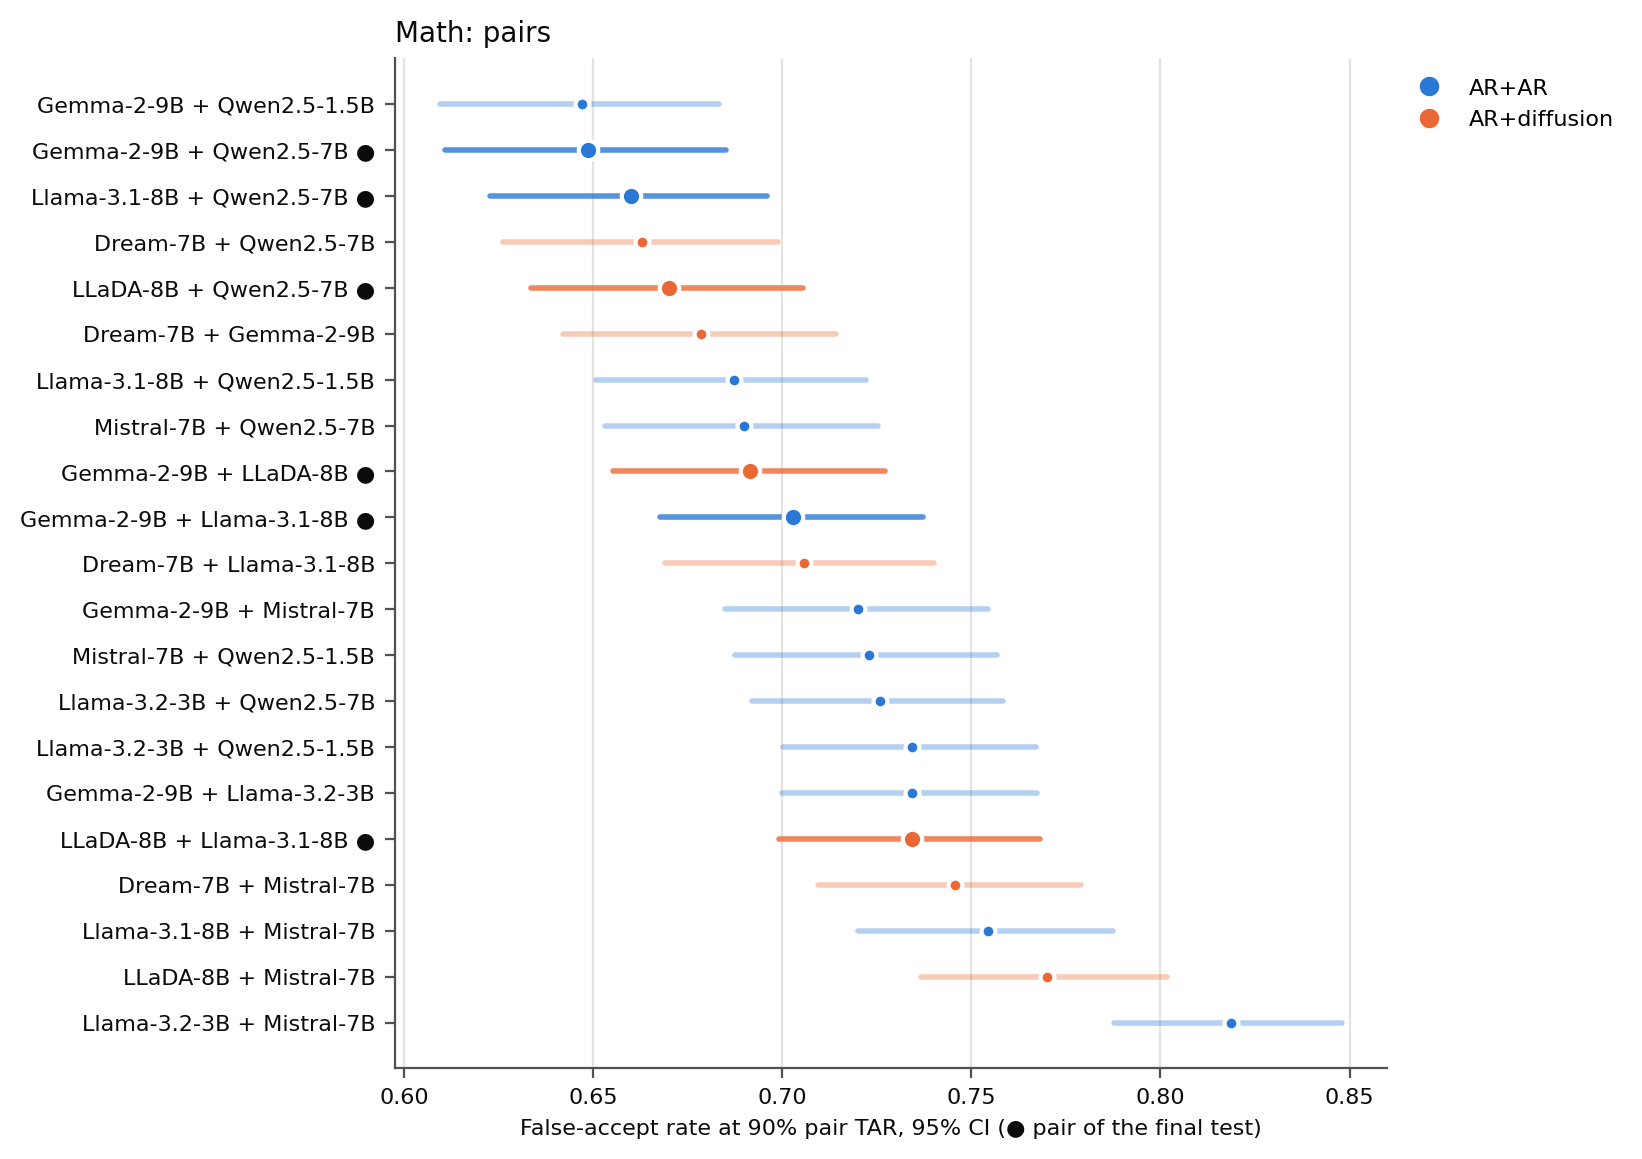 Math: pairs
AR+AR
AR+diffusion
Gemma-2-9B + Qwen2.5-1.5B
Gemma-2-9B + Qwen2.5-7B ●
Llama-3.1-8B + Qwen2.5-7B ●
Dream-7B + Qwen2.5-7B
LLaDA-8B + Qwen2.5-7B ●
Dream-7B + Gemma-2-9B
Llama-3.1-8B + Qwen2.5-1.5B
Mistral-7B + Qwen2.5-7B
Gemma-2-9B + LLaDA-8B ●
Gemma-2-9B + Llama-3.1-8B ●
Dream-7B + Llama-3.1-8B
Gemma-2-9B + Mistral-7B
Mistral-7B + Qwen2.5-1.5B
Llama-3.2-3B + Qwen2.5-7B
Llama-3.2-3B + Qwen2.5-1.5B
Gemma-2-9B + Llama-3.2-3B
LLaDA-8B + Llama-3.1-8B ●
Dream-7B + Mistral-7B
Llama-3.1-8B + Mistral-7B
LLaDA-8B + Mistral-7B
Llama-3.2-3B + Mistral-7B
0.60 0.65 0.70 0.75 0.80 0.85
False-accept rate at 90% pair TAR, 95% CI (● pair of the final test)